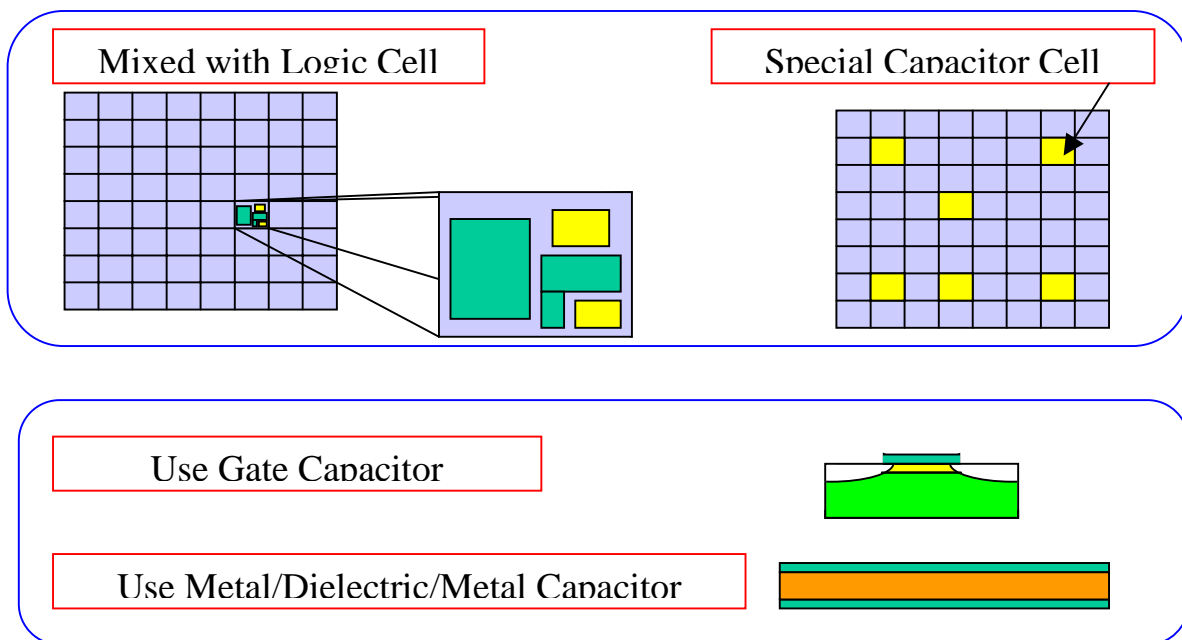 Mixed with Logic Cell
Special Capacitor Cell
Use Gate Capacitor
Use Metal/Dielectric/Metal Capacitor